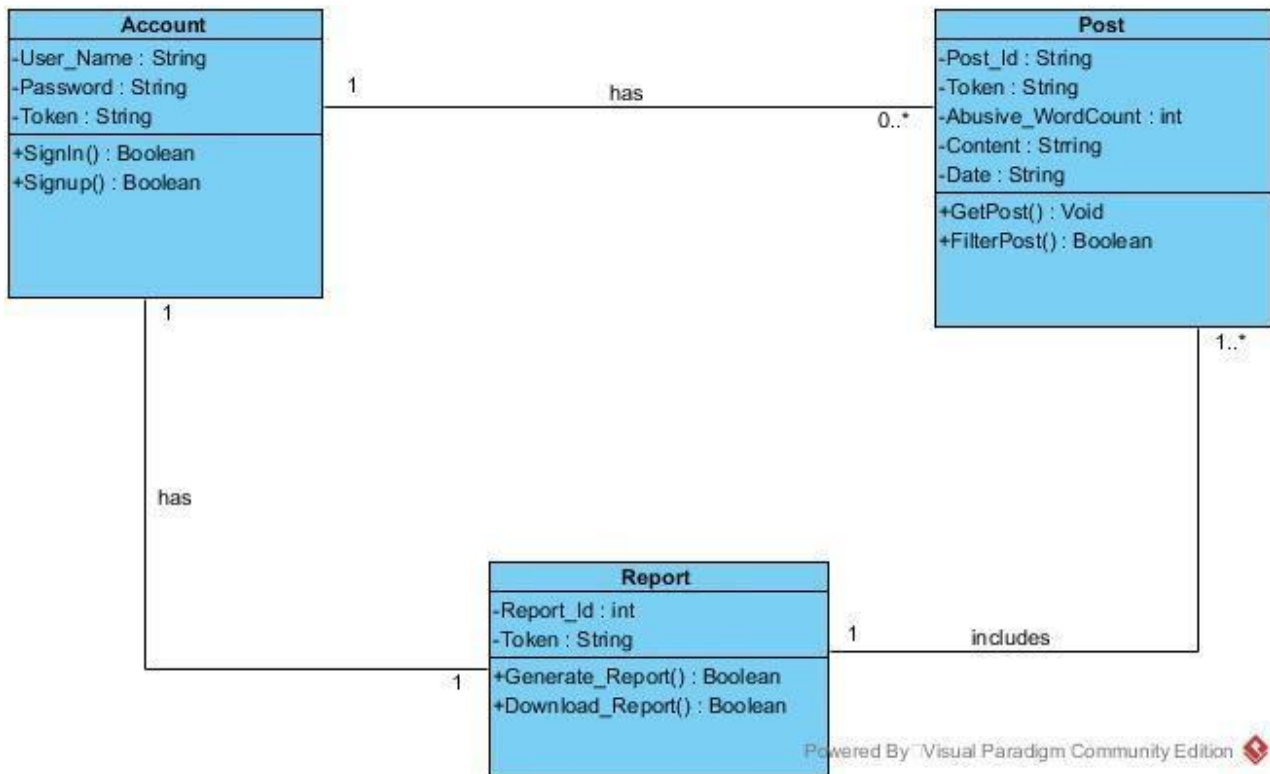 Account
-User_Name : String
-Password : String
-Token : String
+SignIn() : Boolean
+Signup() : Boolean
1
has
0..*
Post
-Post_Id : String
-Token : String
-Abusive_WordCount : int
-Content : Strring
-Date : String
+GetPost() : Void
+FilterPost() : Boolean
1
1..*
has
Report
-Report_Id : int
-Token : String
+Generate_Report() : Boolean
+Download_Report() : Boolean
1
includes
1
Powered By Visual Paradigm Community Edition